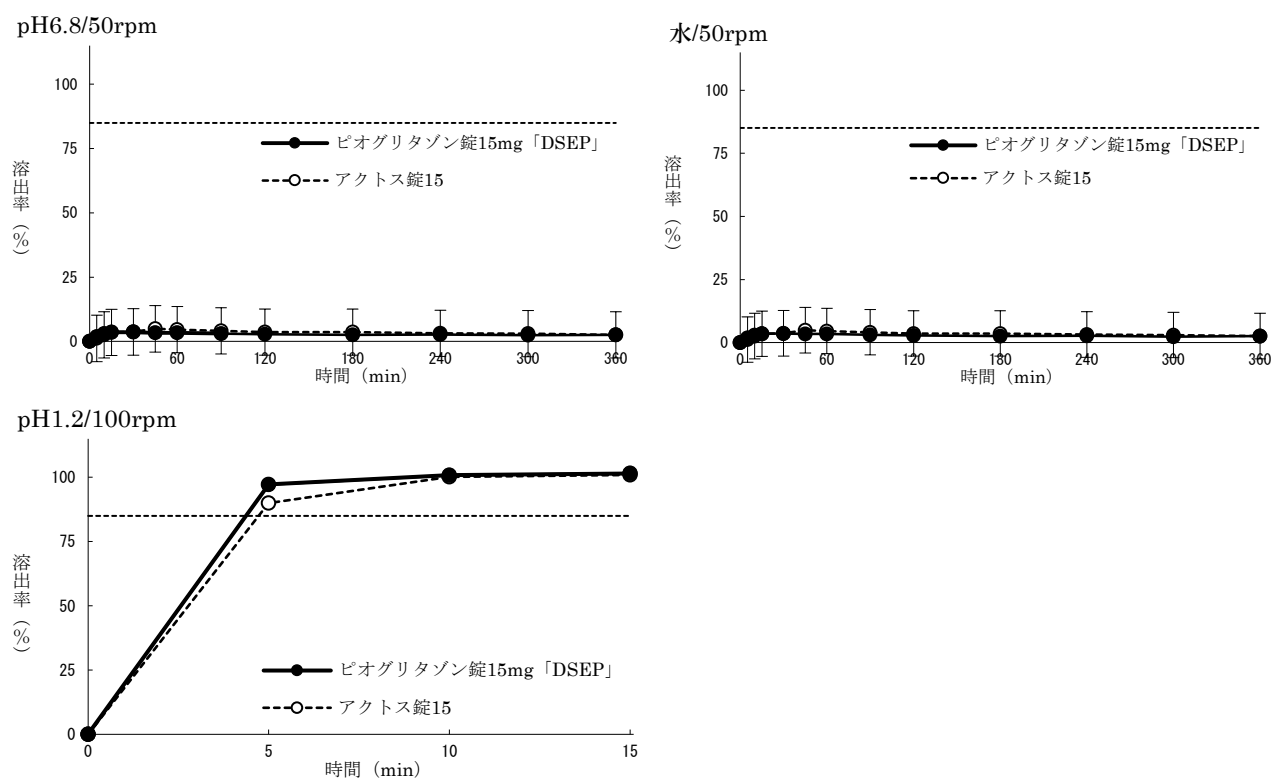 pH6.8/50rpm
100
75
50
25
0
溶出率（%）
ピオグリタゾン錠15mg「DSEP」
アクトス錠15
0 60 120 180 240 300 360
時間（min）
水/50rpm
100
75
50
25
0
溶出率（%）
ピオグリタゾン錠15mg「DSEP」
アクトス錠15
0 60 120 180 240 300 360
時間（min）
pH1.2/100rpm
100
75
50
25
0
溶出率（%）
ピオグリタゾン錠15mg「DSEP」
アクトス錠15
0 5 10 15
時間（min）